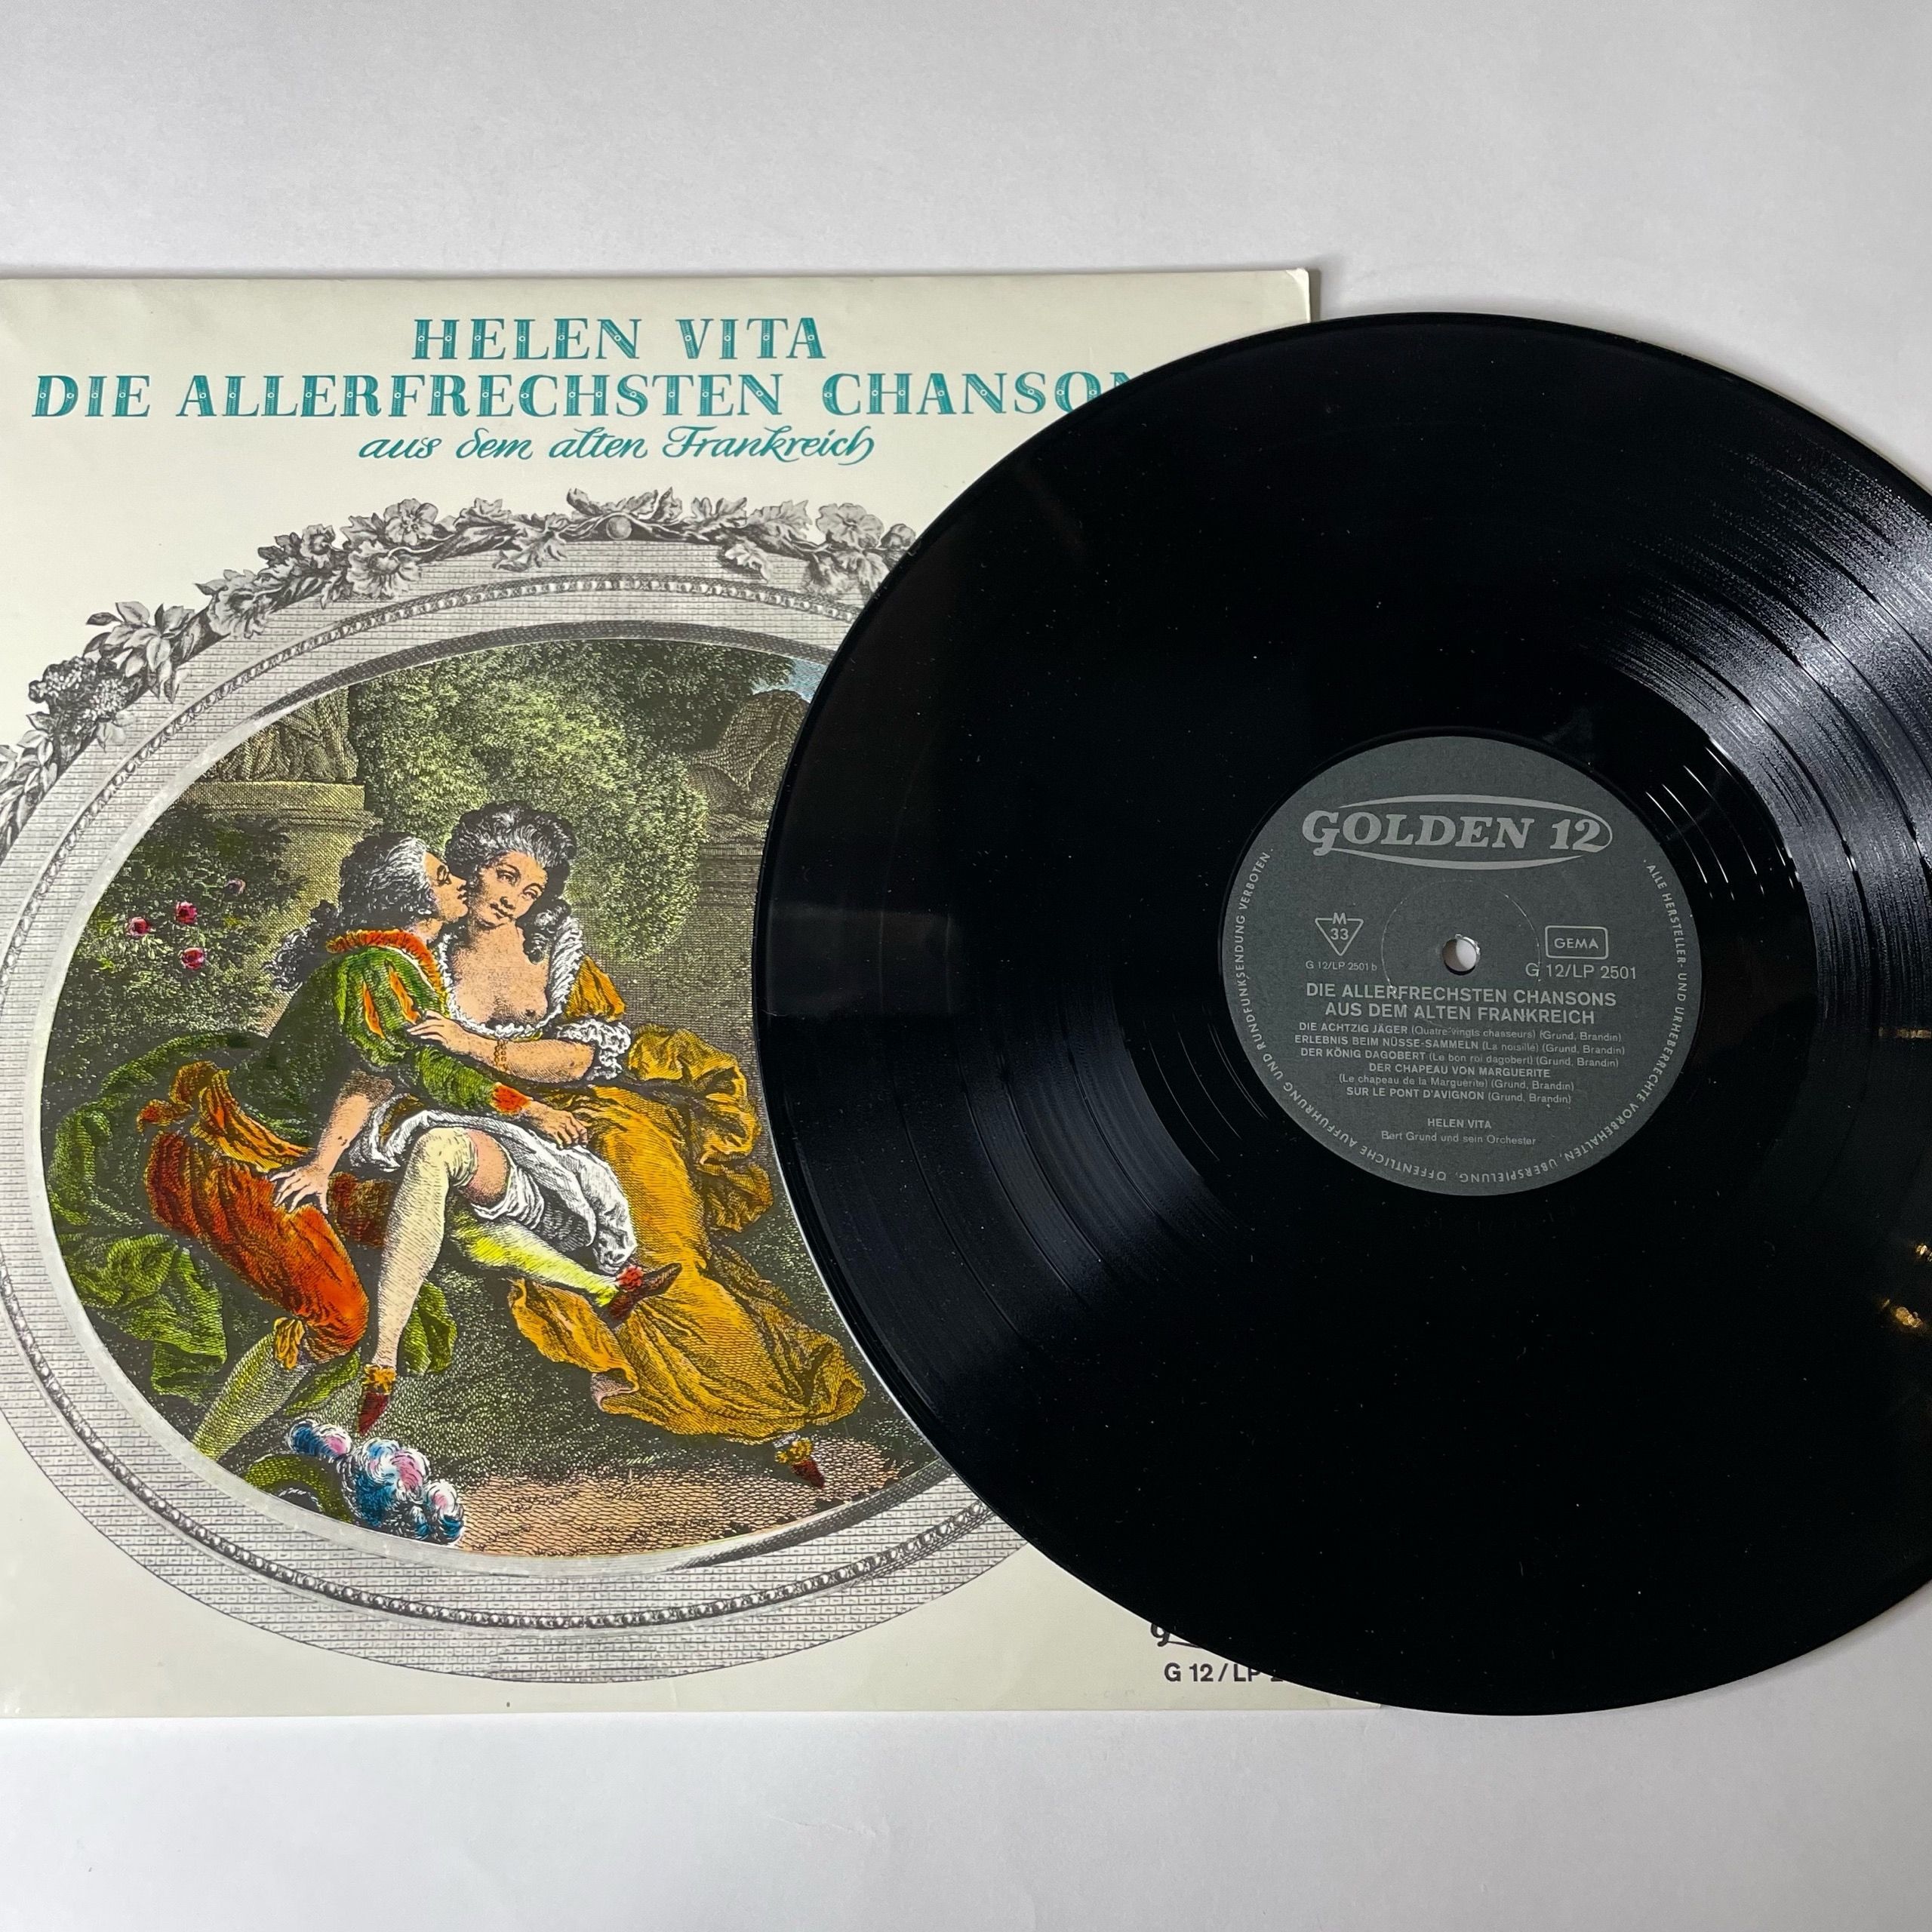 HELEN VITA
DIE ALLERFRECHSTEN CHANSON
aus dem alten Frankreich
G 12 / LP
GOLDEN 12
M
33
GEMA
G 12/LP 2501 b
G 12/LP 2501
DIE ALLERFRECHSTEN CHANSONS
AUS DEM ALTEN FRANKREICH
DIE ACHTZIG JÄGER (Quatre-vingts chasseurs) (Grund, Brandin)
ERLEBNIS BEIM NÜSSE-SAMMELN (La noisille) (Grund, Brandin)
DER KÖNIG DAGOBERT (Le bon roi dagobert) (Grund, Brandin)
DER CHAPEAU VON MARGUERITE
(Le chapeau de la Marguerite) (Grund, Brandin)
SUR LE PONT D'AVIGNON (Grund, Brandin)
HELEN VITA
Bert Grund und sein Orchester
· ALLE HERSTELLER- UND URHEBERRECHTE VORBEHALTEN. ÜBERSPIELUNG, ÖFFENTLICHE AUFFÜHRUNG UND RUNDFUNKSENDUNG VERBOTEN.